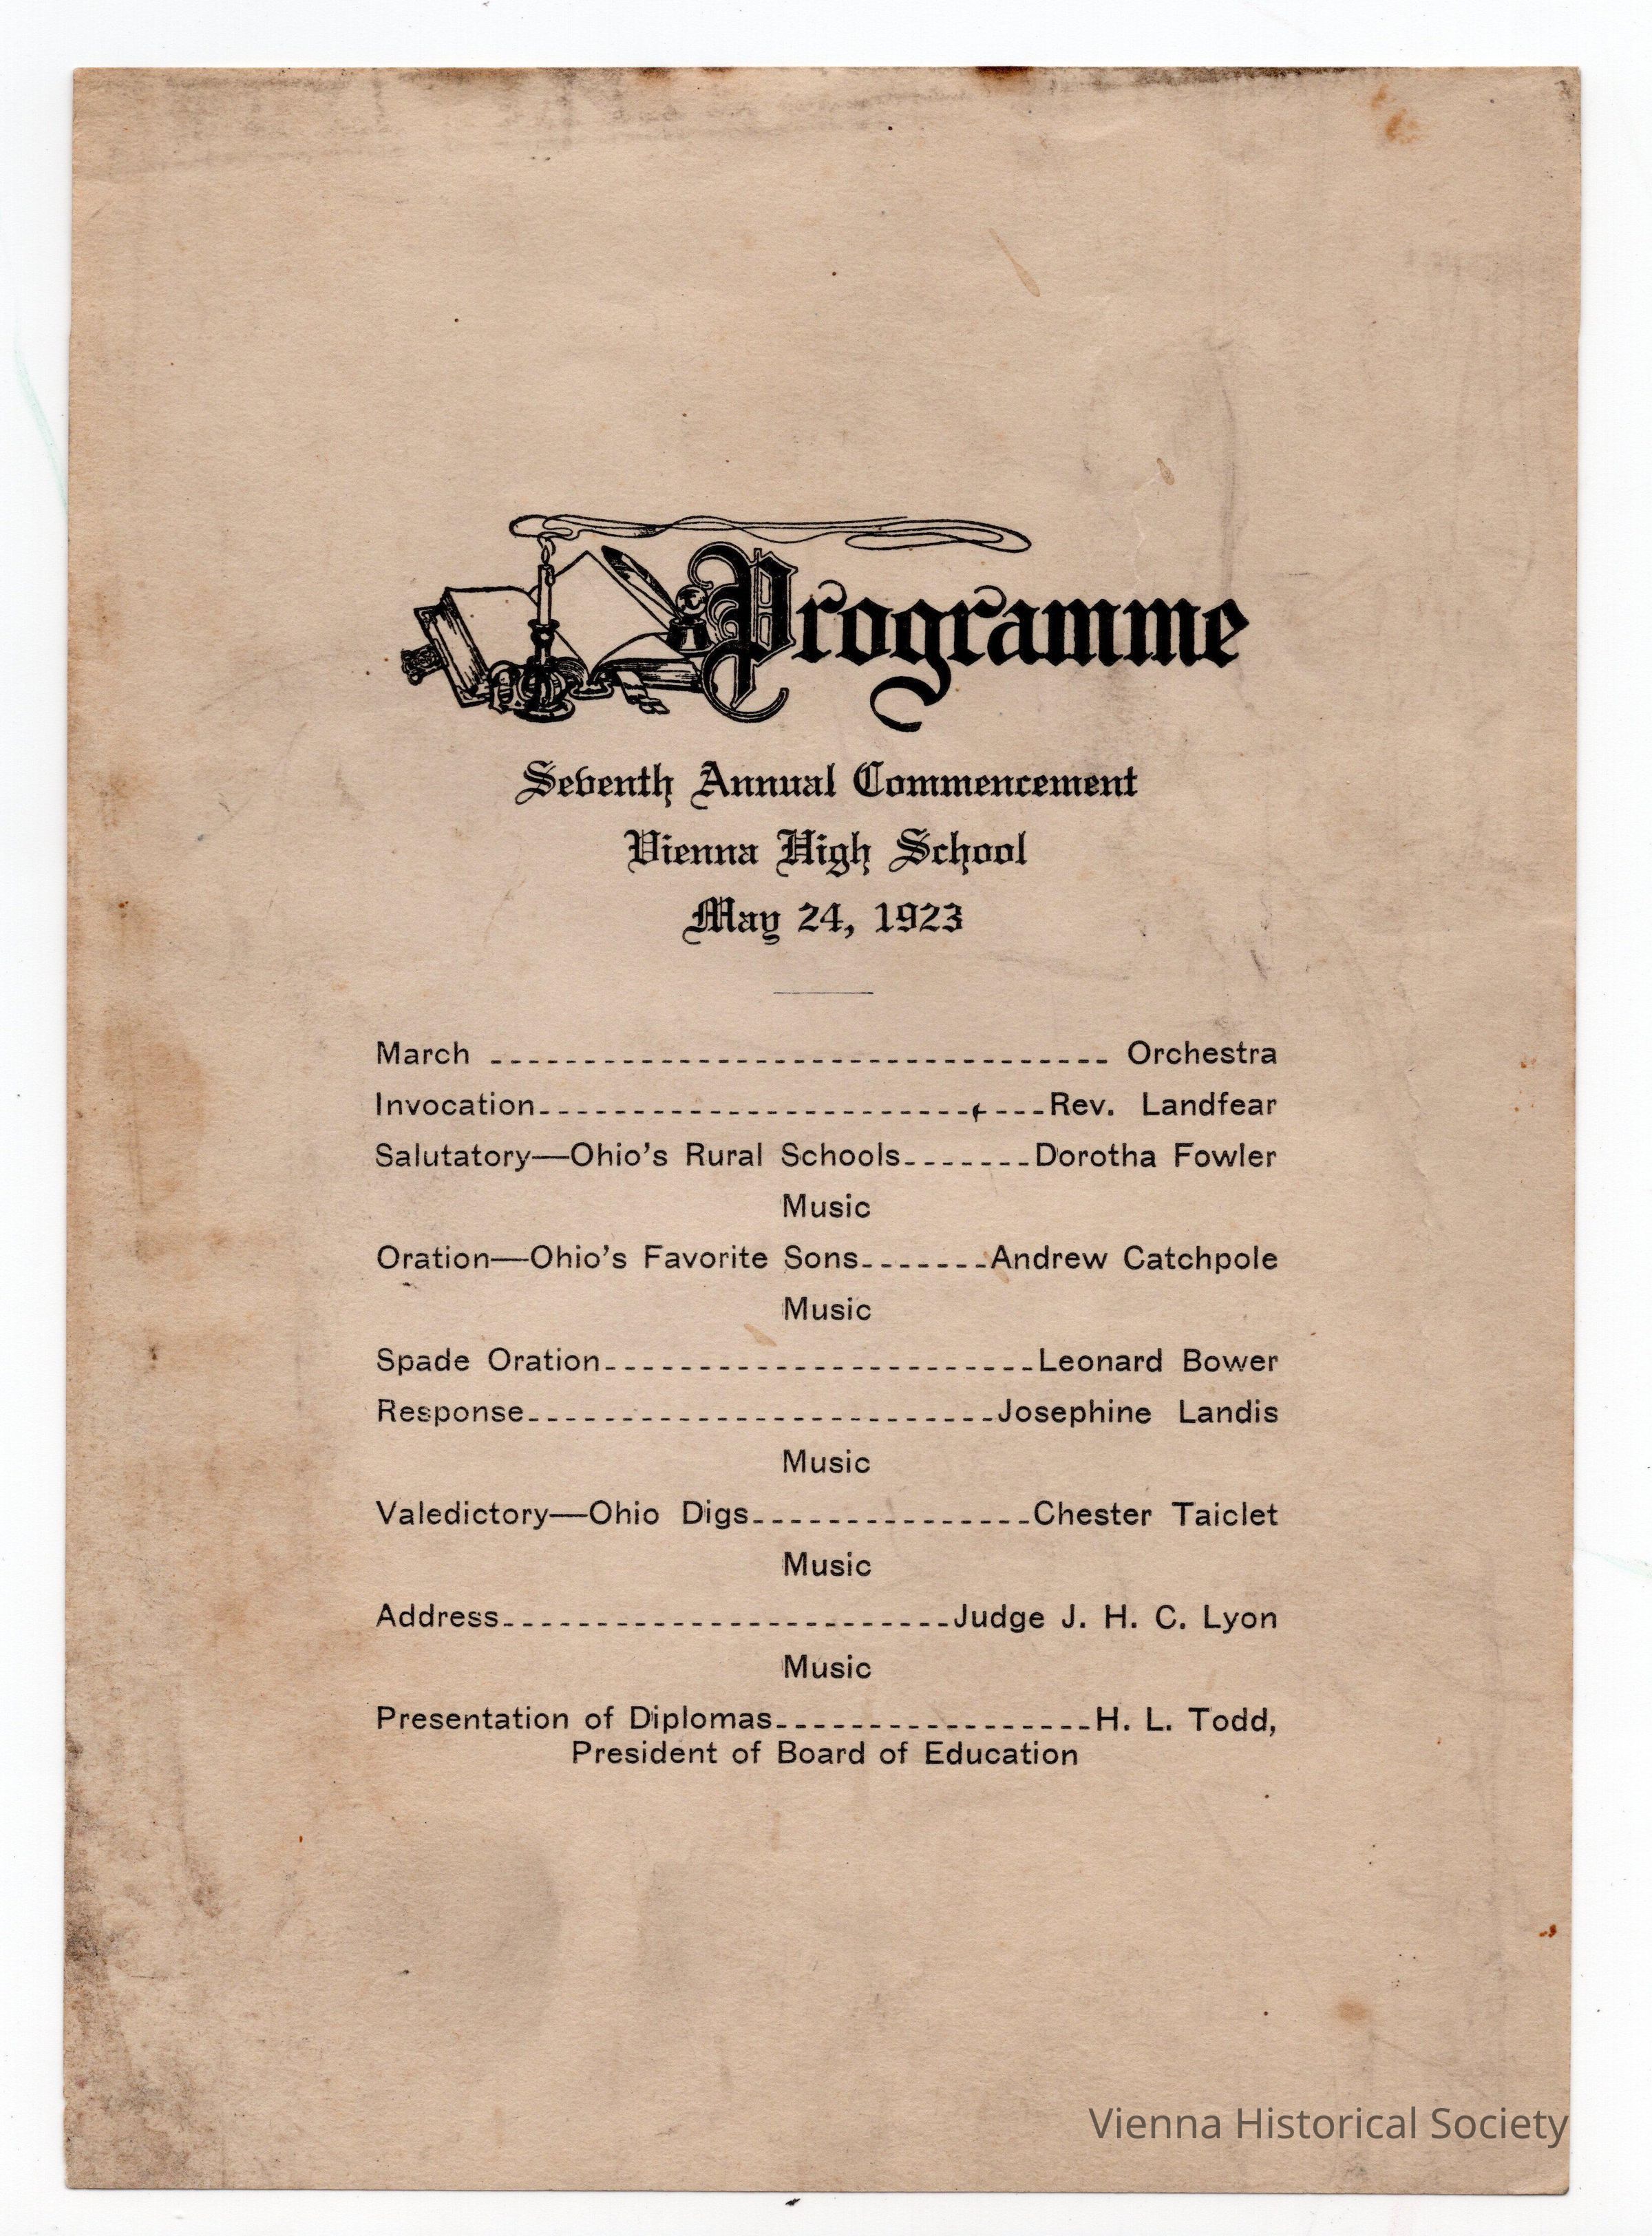 Programme
Seventh Annual Commencement
Vienna High School
May 24, 1923
March ---------------------------------- Orchestra
Invocation----------------------------Rev. Landfear
Salutatory—Ohio's Rural Schools-------Dorotha Fowler
Music
Oration—Ohio's Favorite Sons-------Andrew Catchpole
Music
Spade Oration-----------------------Leonard Bower
Response-------------------------Josephine Landis
Music
Valedictory—Ohio Digs---------------Chester Taiclet
Music
Address------------------------Judge J. H. C. Lyon
Music
Presentation of Diplomas-----------------H. L. Todd,
President of Board of Education
Vienna Historical Society